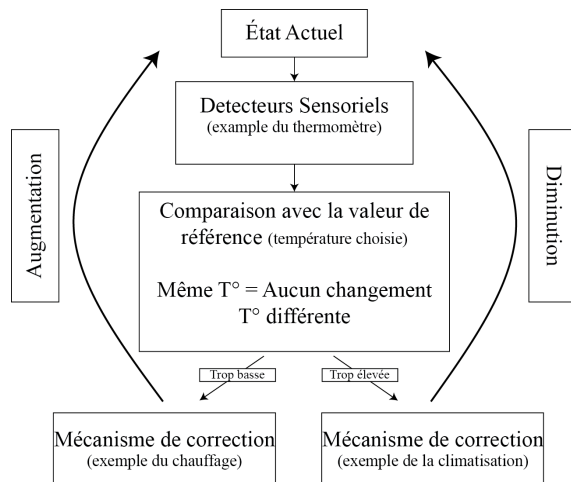 État Actuel
Detecteurs Sensoriels
(example du thermomètre)
Augmentation
Diminution
Comparaison avec la valeur de
référence (température choisie)
Même T° = Aucun changement
T° différente
Trop basse
Trop élevée
Mécanisme de correction
(exemple du chauffage)
Mécanisme de correction
(exemple de la climatisation)